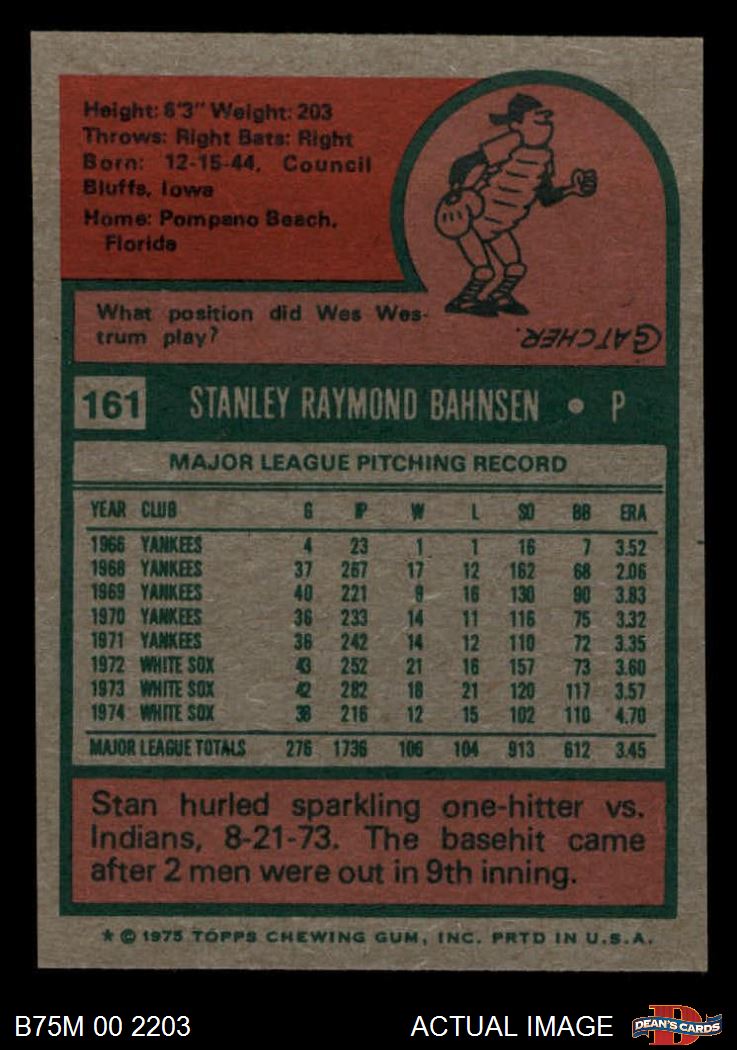 Height: 6'3" Weight: 203
Throws: Right Bats: Right
Born: 12-15-44, Council
Bluffs, Iowa
Home: Pompano Beach,
Florida
What position did Wes Wes-
trum play?
CATCHER.
161 STANLEY RAYMOND BAHNSEN • P
MAJOR LEAGUE PITCHING RECORD
YEAR CLUB G IP W L SO BB ERA
1966 YANKEES 4 23 1 1 16 7 3.52
1968 YANKEES 37 267 17 12 162 68 2.06
1969 YANKEES 40 221 9 16 130 90 3.83
1970 YANKEES 36 233 14 11 116 75 3.32
1971 YANKEES 36 242 14 12 110 72 3.35
1972 WHITE SOX 43 252 21 16 157 73 3.60
1973 WHITE SOX 42 282 18 21 120 117 3.57
1974 WHITE SOX 38 216 12 15 102 110 4.70
MAJOR LEAGUE TOTALS 276 1736 106 104 913 612 3.45
Stan hurled sparkling one-hitter vs.
Indians, 8-21-73. The basehit came
after 2 men were out in 9th inning.
* © 1975 TOPPS CHEWING GUM, INC. PRTD IN U.S.A.
B75M 00 2203 ACTUAL IMAGE DEAN'S CARDS